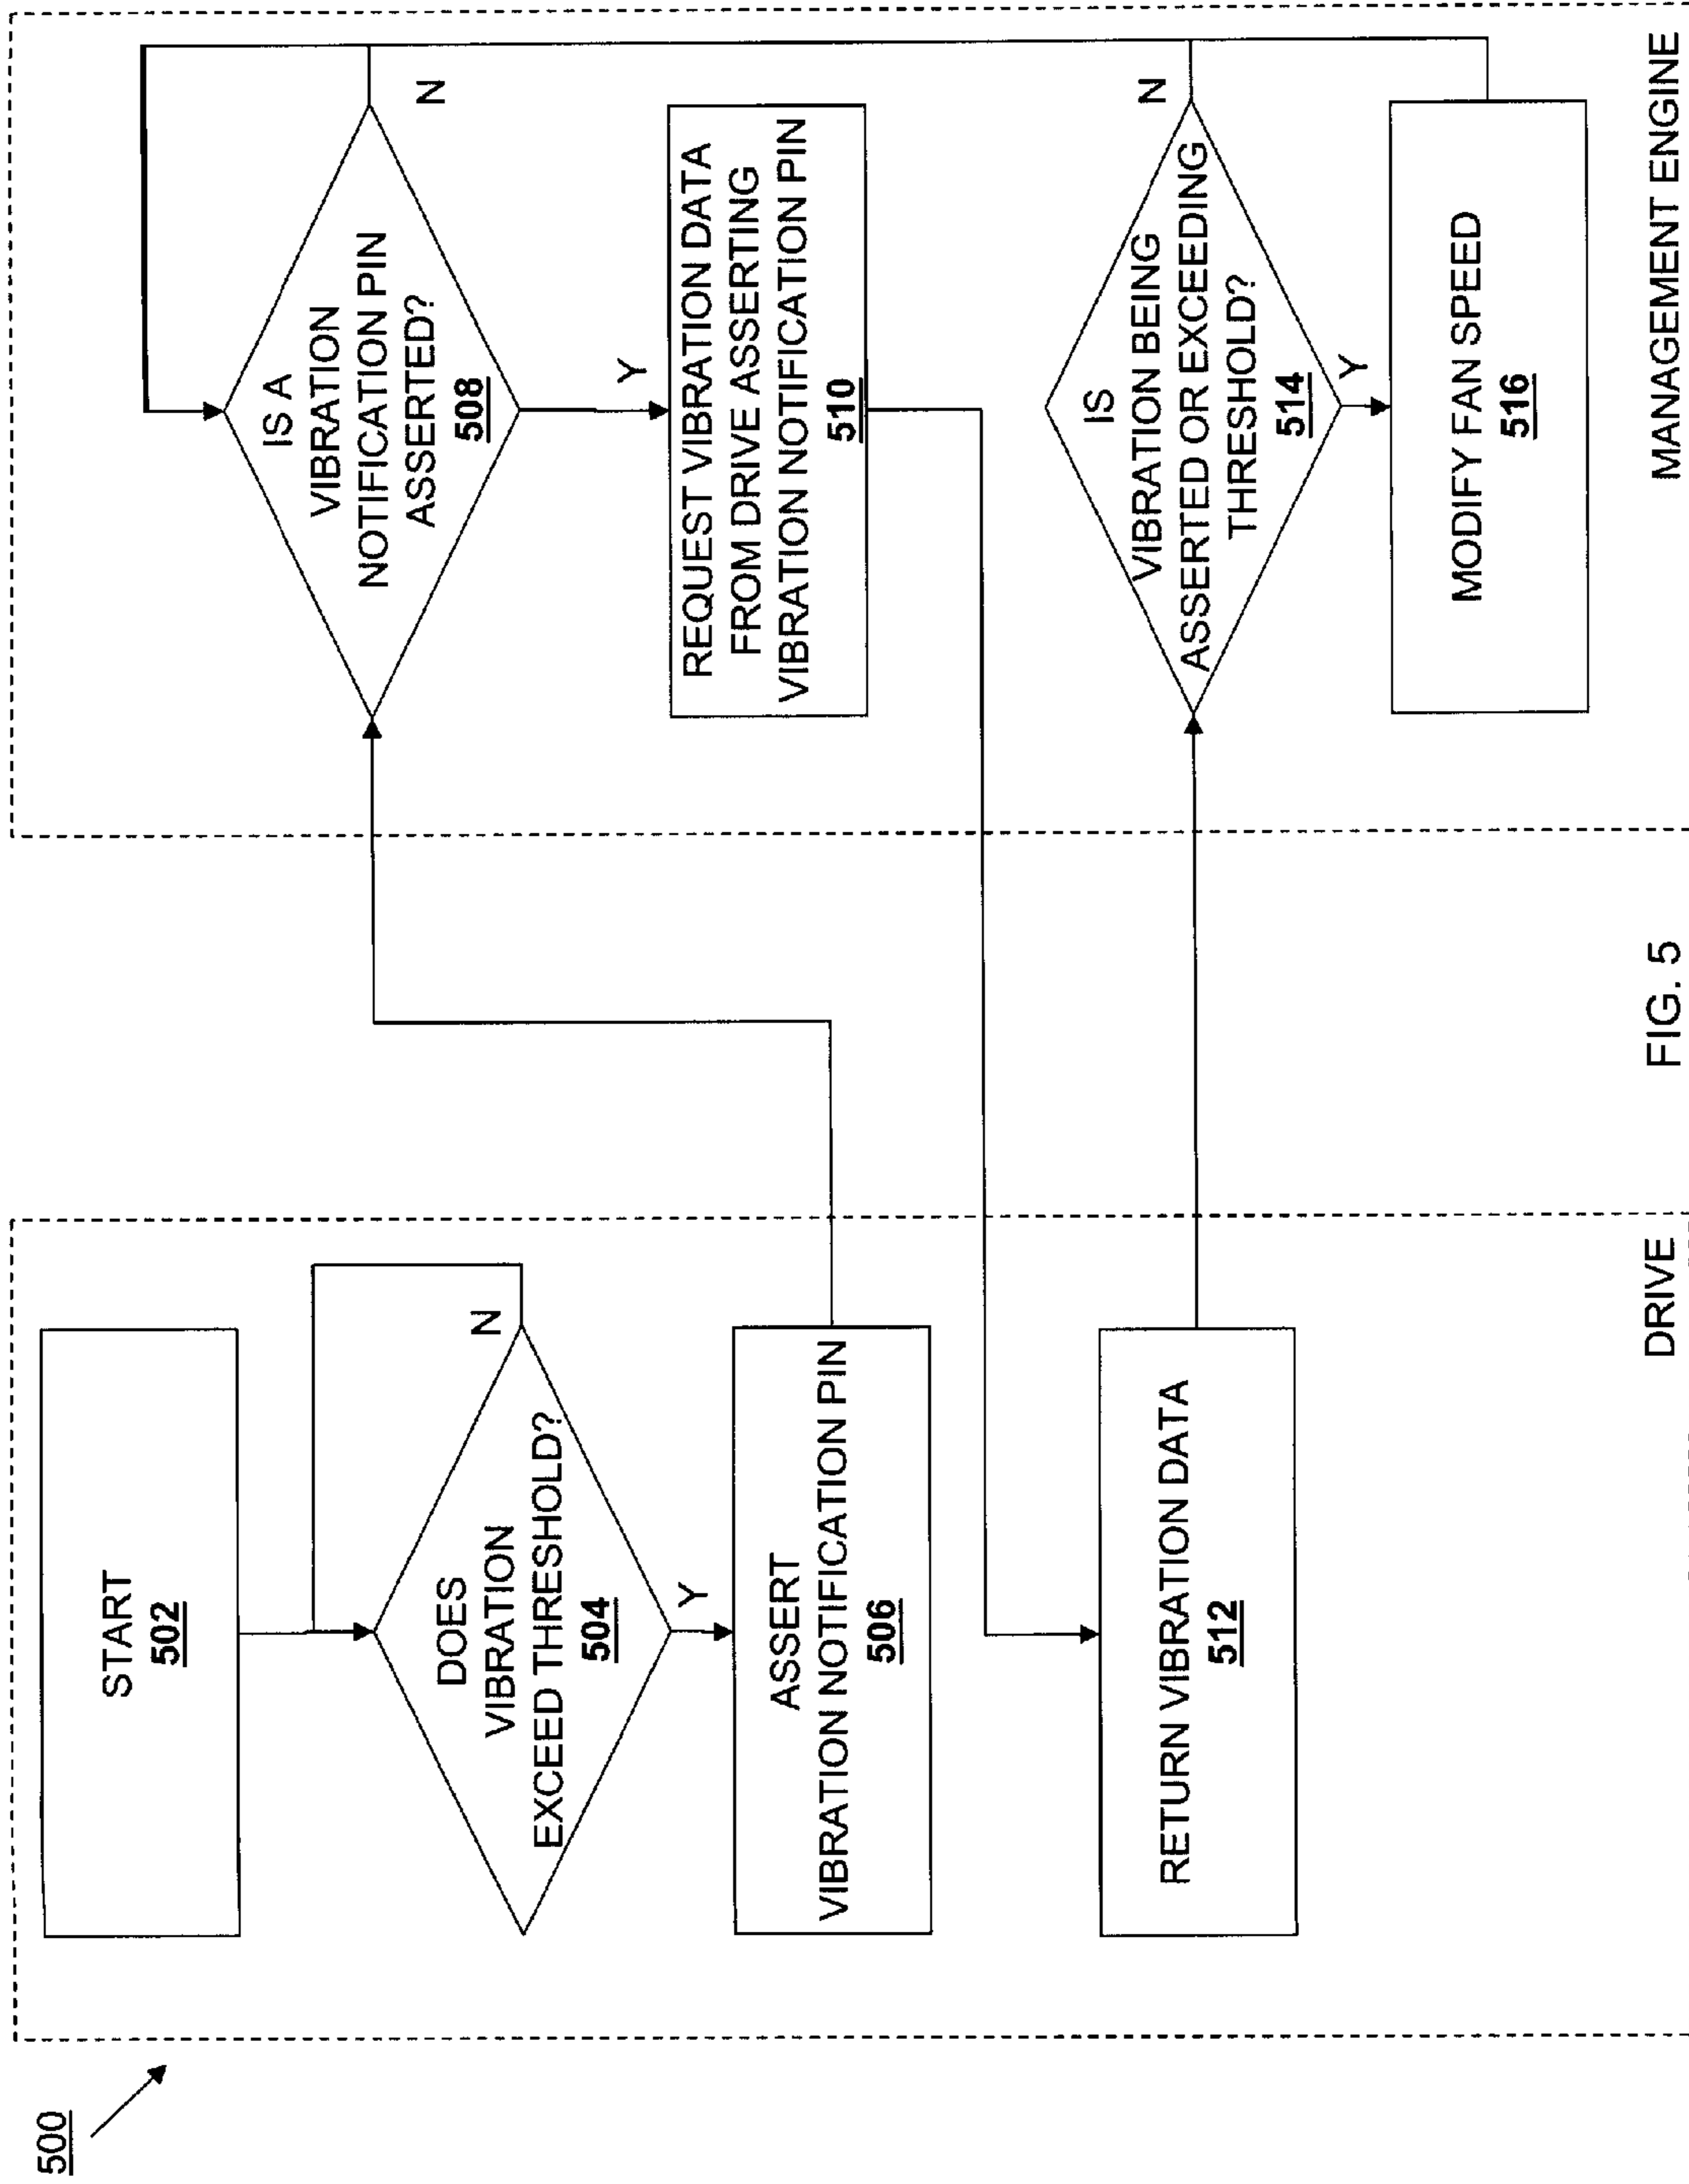 500
START
502
DOES
VIBRATION
EXCEED THRESHOLD?
504
N
Y
ASSERT
VIBRATION NOTIFICATION PIN
506
RETURN VIBRATION DATA
512
DRIVE
FIG. 5
IS A
VIBRATION
NOTIFICATION PIN
ASSERTED?
508
N
Y
REQUEST VIBRATION DATA
FROM DRIVE ASSERTING
VIBRATION NOTIFICATION PIN
510
IS
VIBRATION BEING
ASSERTED OR EXCEEDING
THRESHOLD?
514
N
Y
MODIFY FAN SPEED
516
MANAGEMENT ENGINE